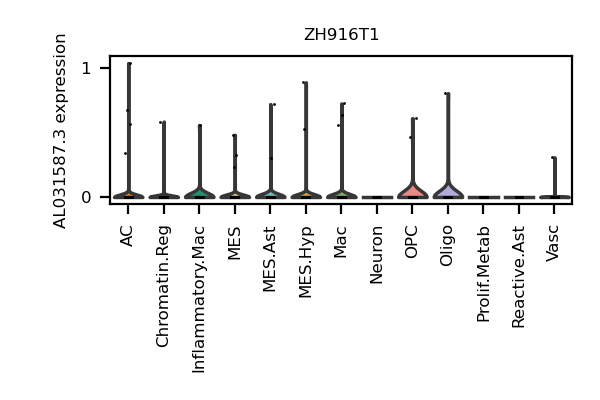 ZH916T1
AL031587.3 expression
1
0
AC
Chromatin.Reg
Inflammatory.Mac
MES
MES.Ast
MES.Hyp
Mac
Neuron
OPC
Oligo
Prolif.Metab
Reactive.Ast
Vasc